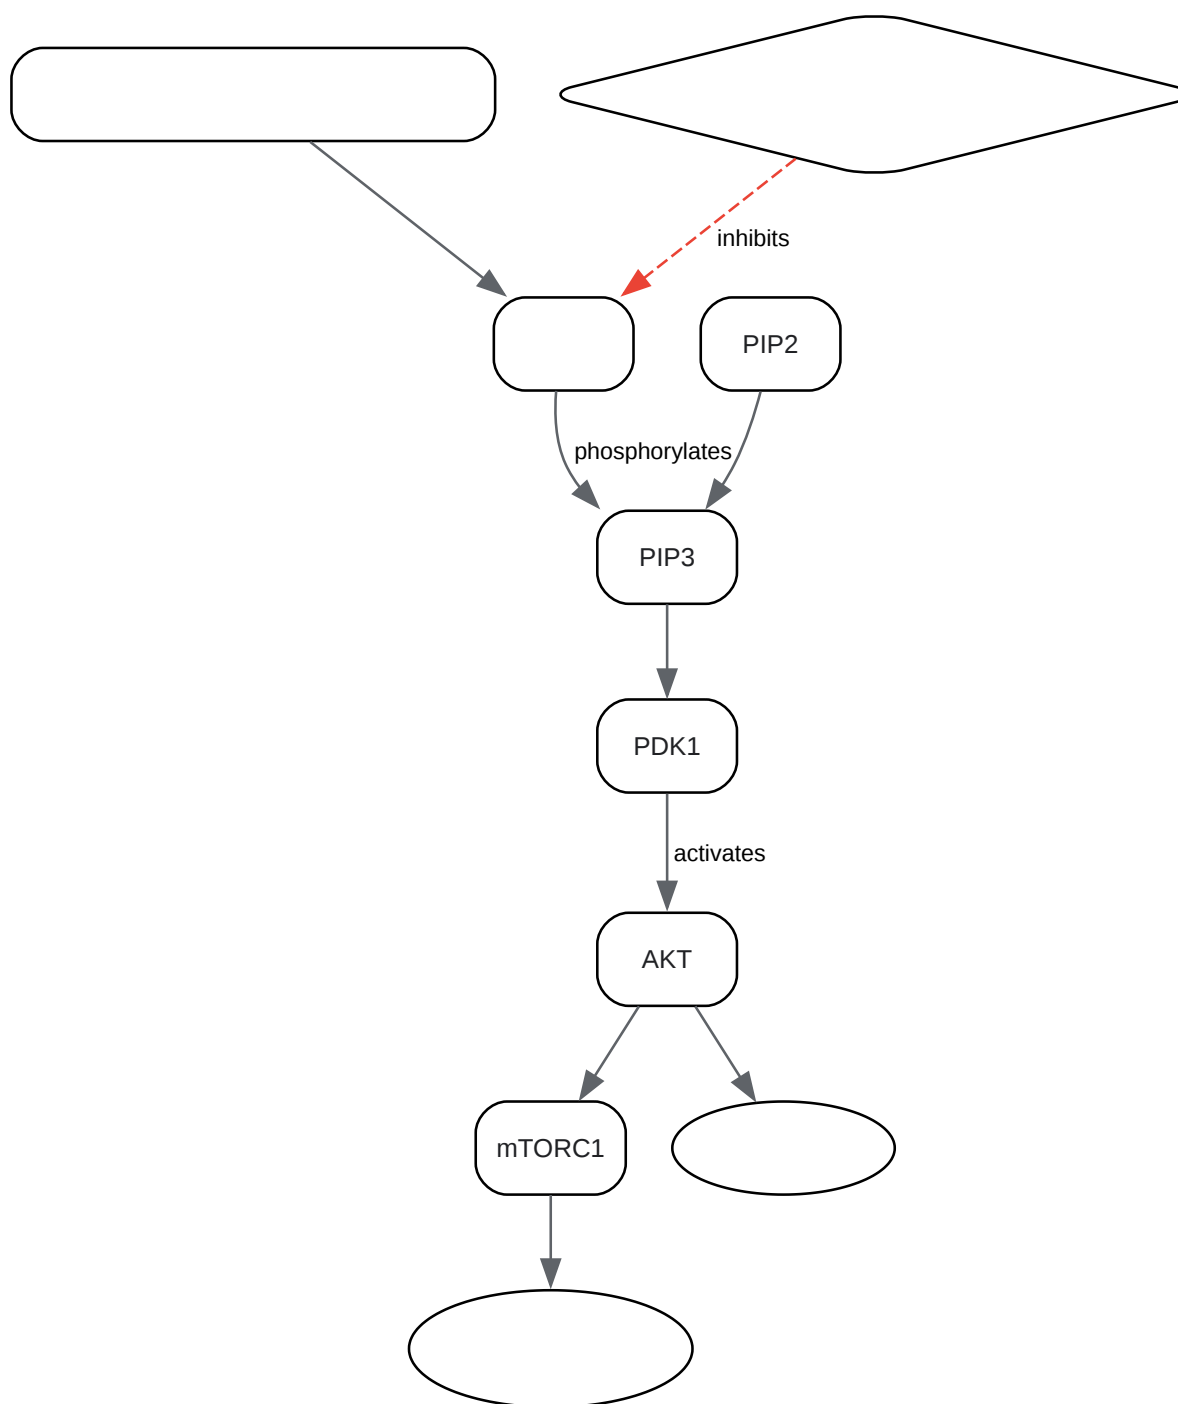 inhibits
PIP2
phosphorylates
PIP3
PDK1
activates
AKT
mTORC1